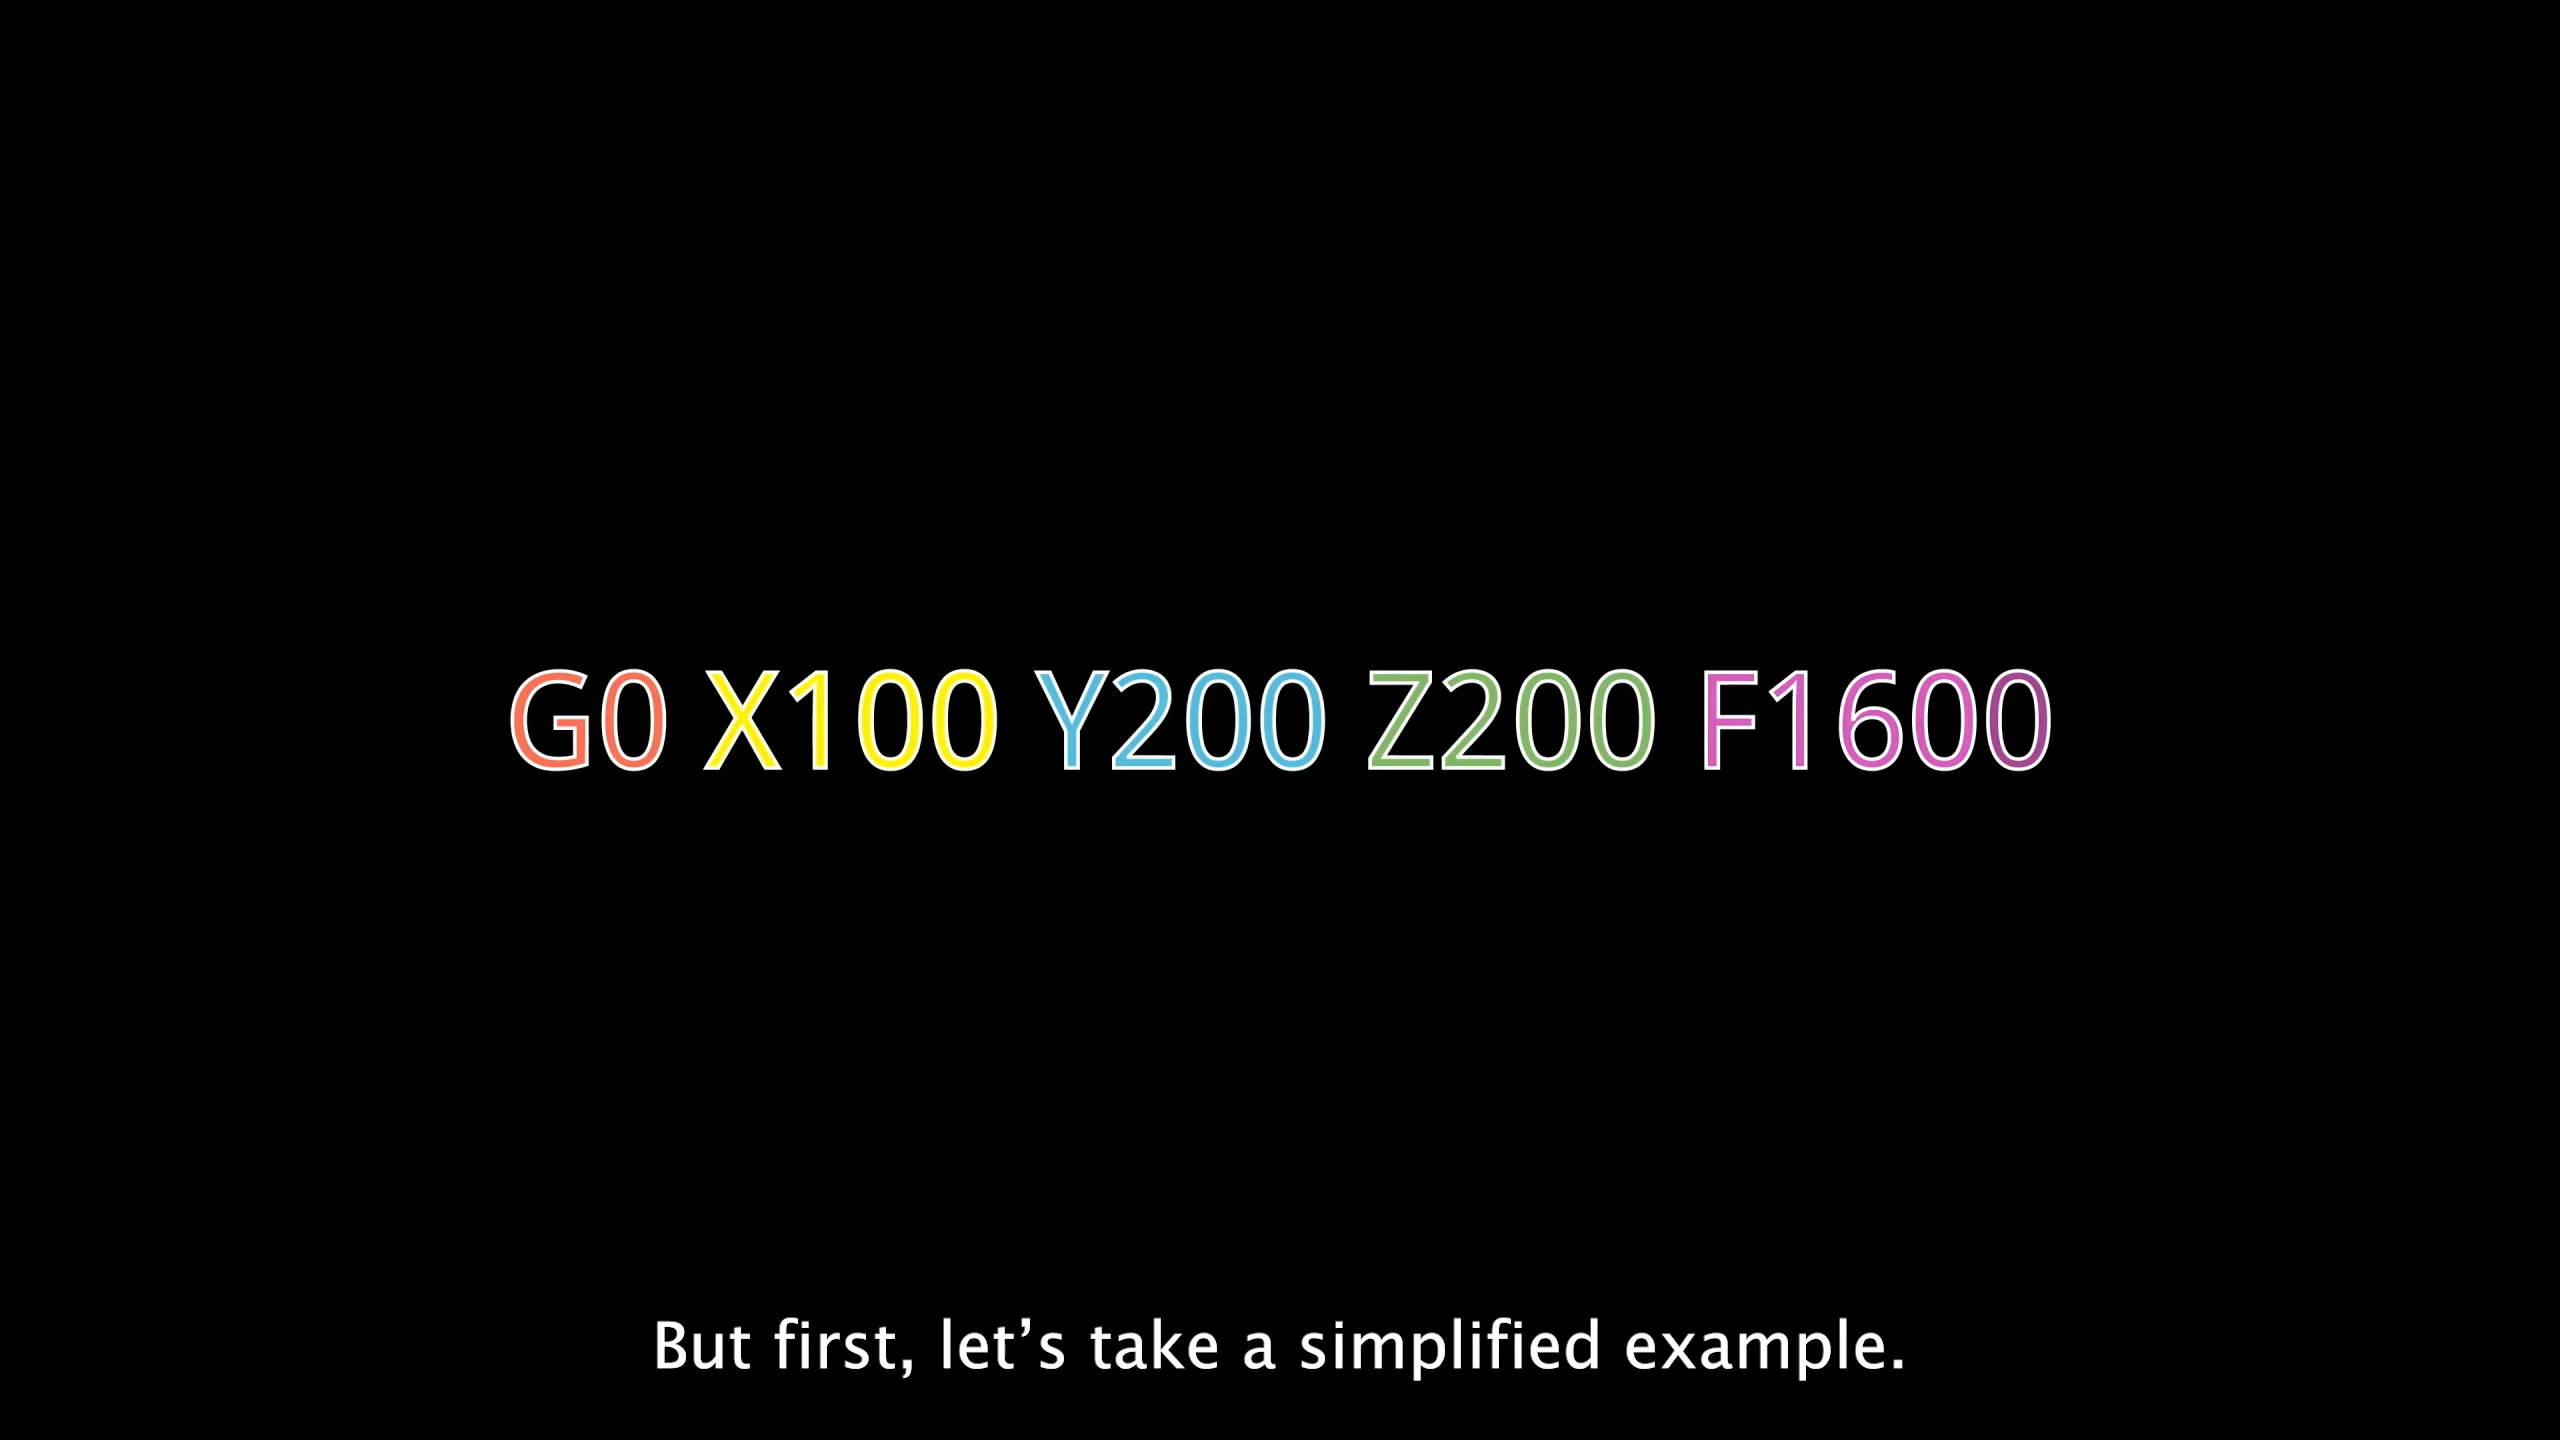 G0 X100 Y200 Z200 F1600
But first, let’s take a simplified example.